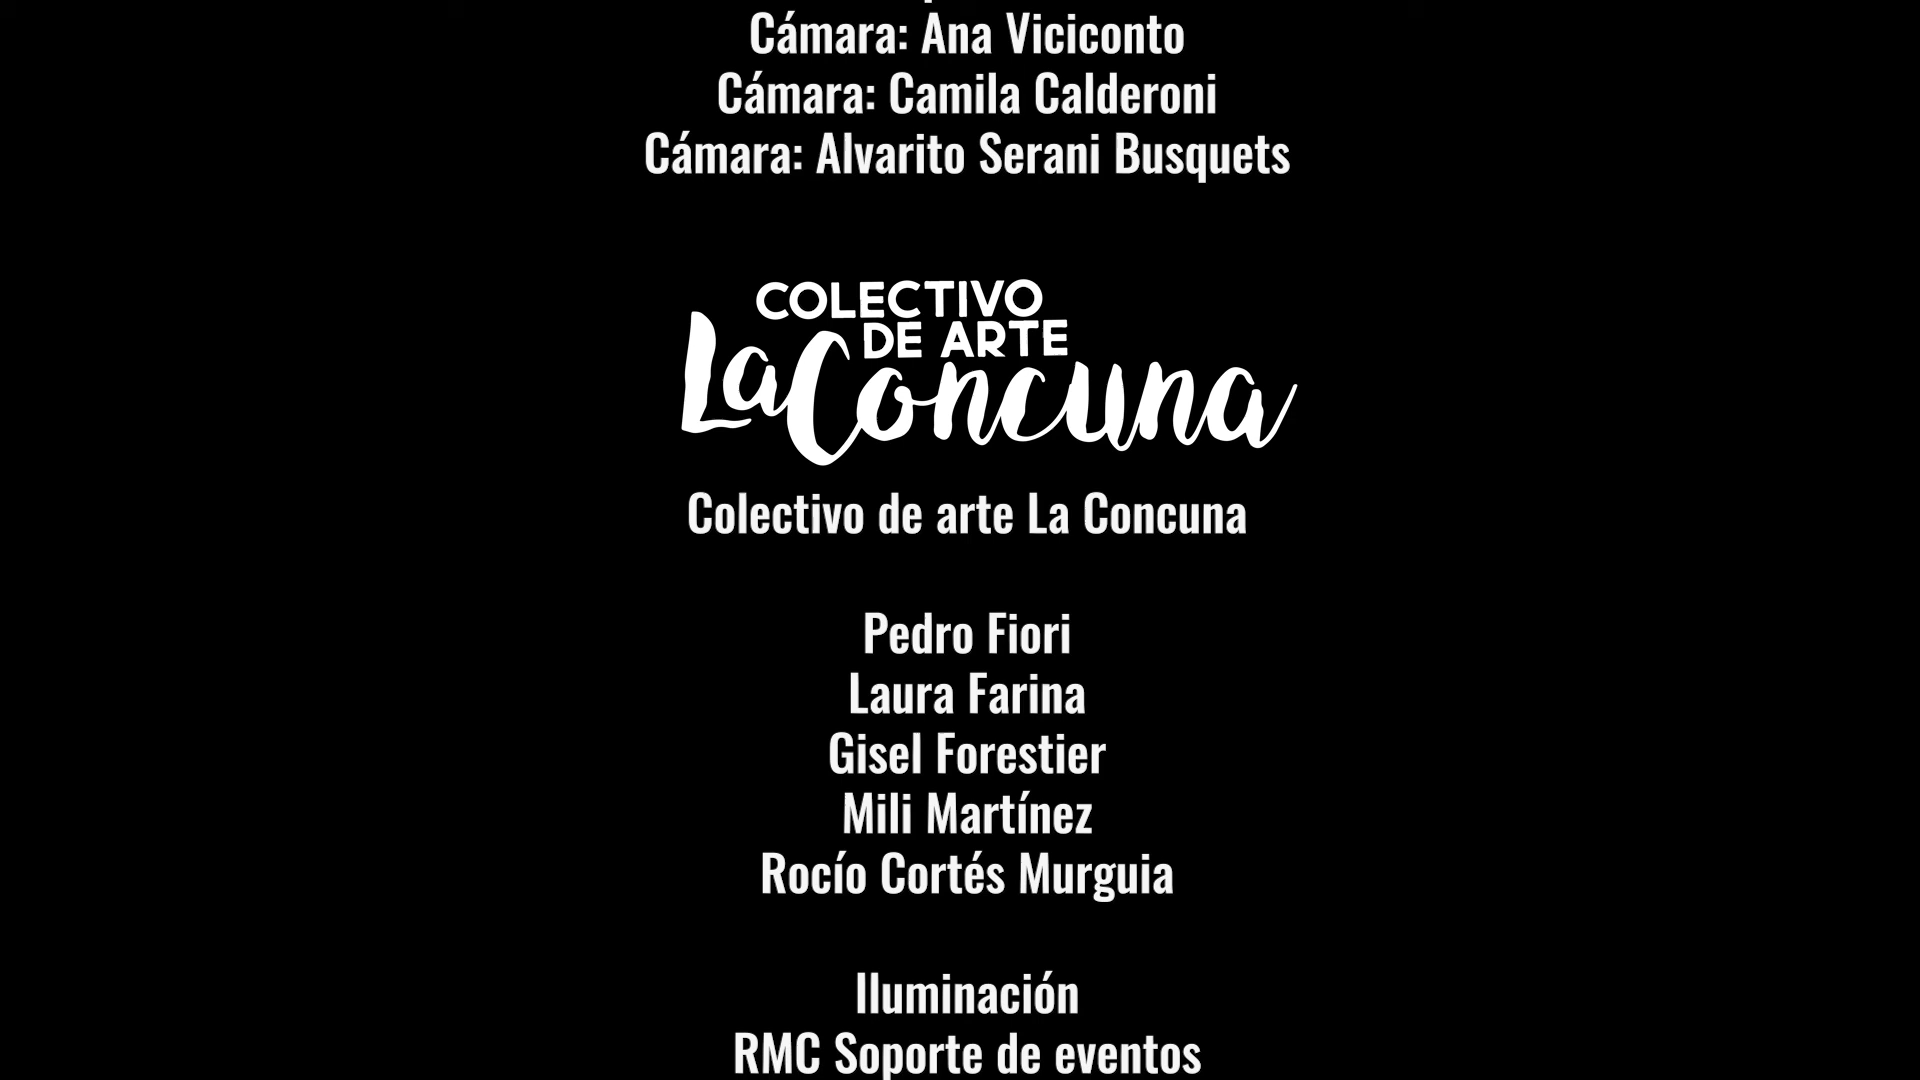 Cámara: Ana Viciconto
Cámara: Camila Calderoni
Cámara: Alvarito Serani Busquets
COLECTIVO
DE ARTE
La Concuna
Colectivo de arte La Concuna
Pedro Fiori
Laura Farina
Gisel Forestier
Mili Martínez
Rocío Cortés Murguia
Iluminación
RMC Soporte de eventos